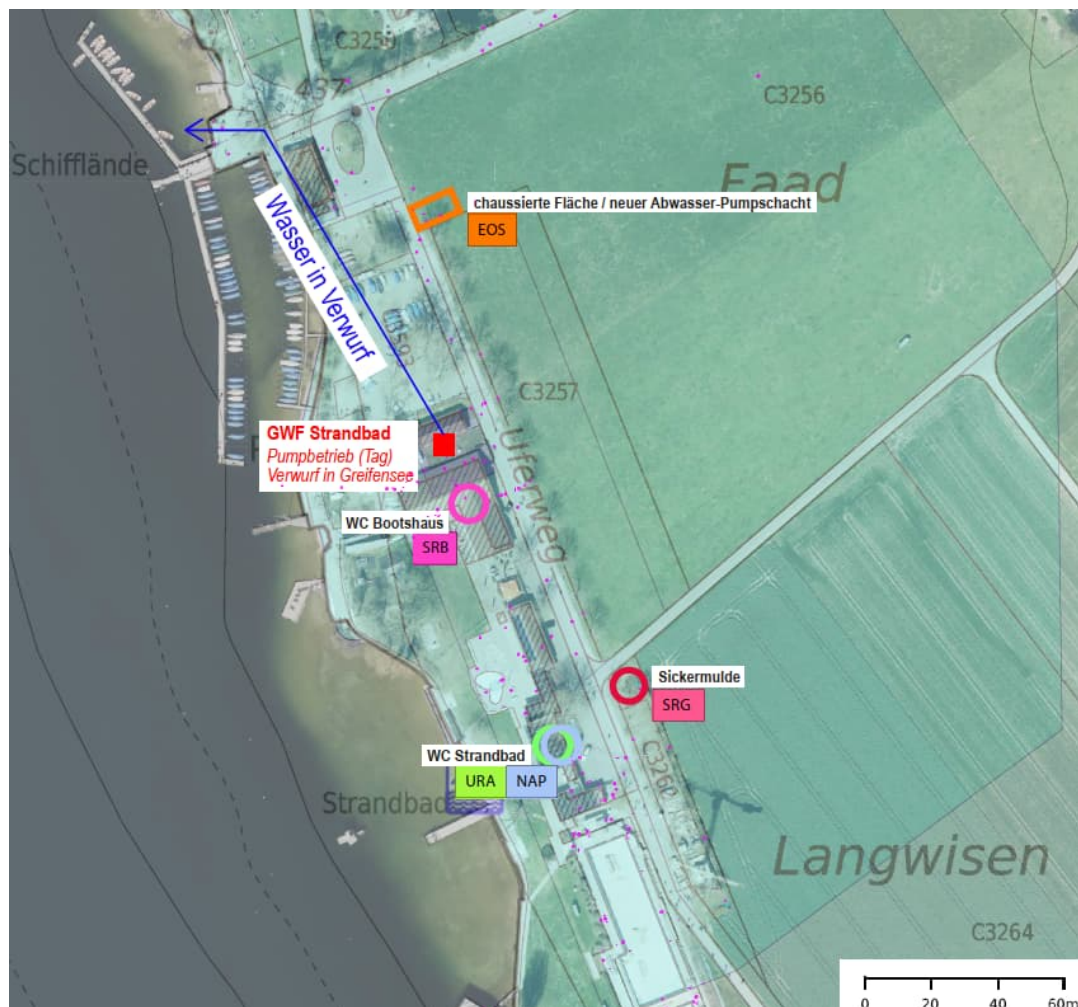 C3256
437
C3256
Schifflände
Faad
chaussierte Fläche / neuer Abwasser-Pumpschacht
EOS
Wasser in Verwurf
C3257
GWF Strandbad
Pumpbetrieb (Tag)
Verwurf in Greifensee
Uferweg
WC Bootshaus
SRB
Sickermulde
SRG
WC Strandbad
URA
NAP
C3260
Strandbad
Langwisen
C3264
0 20 40 60m